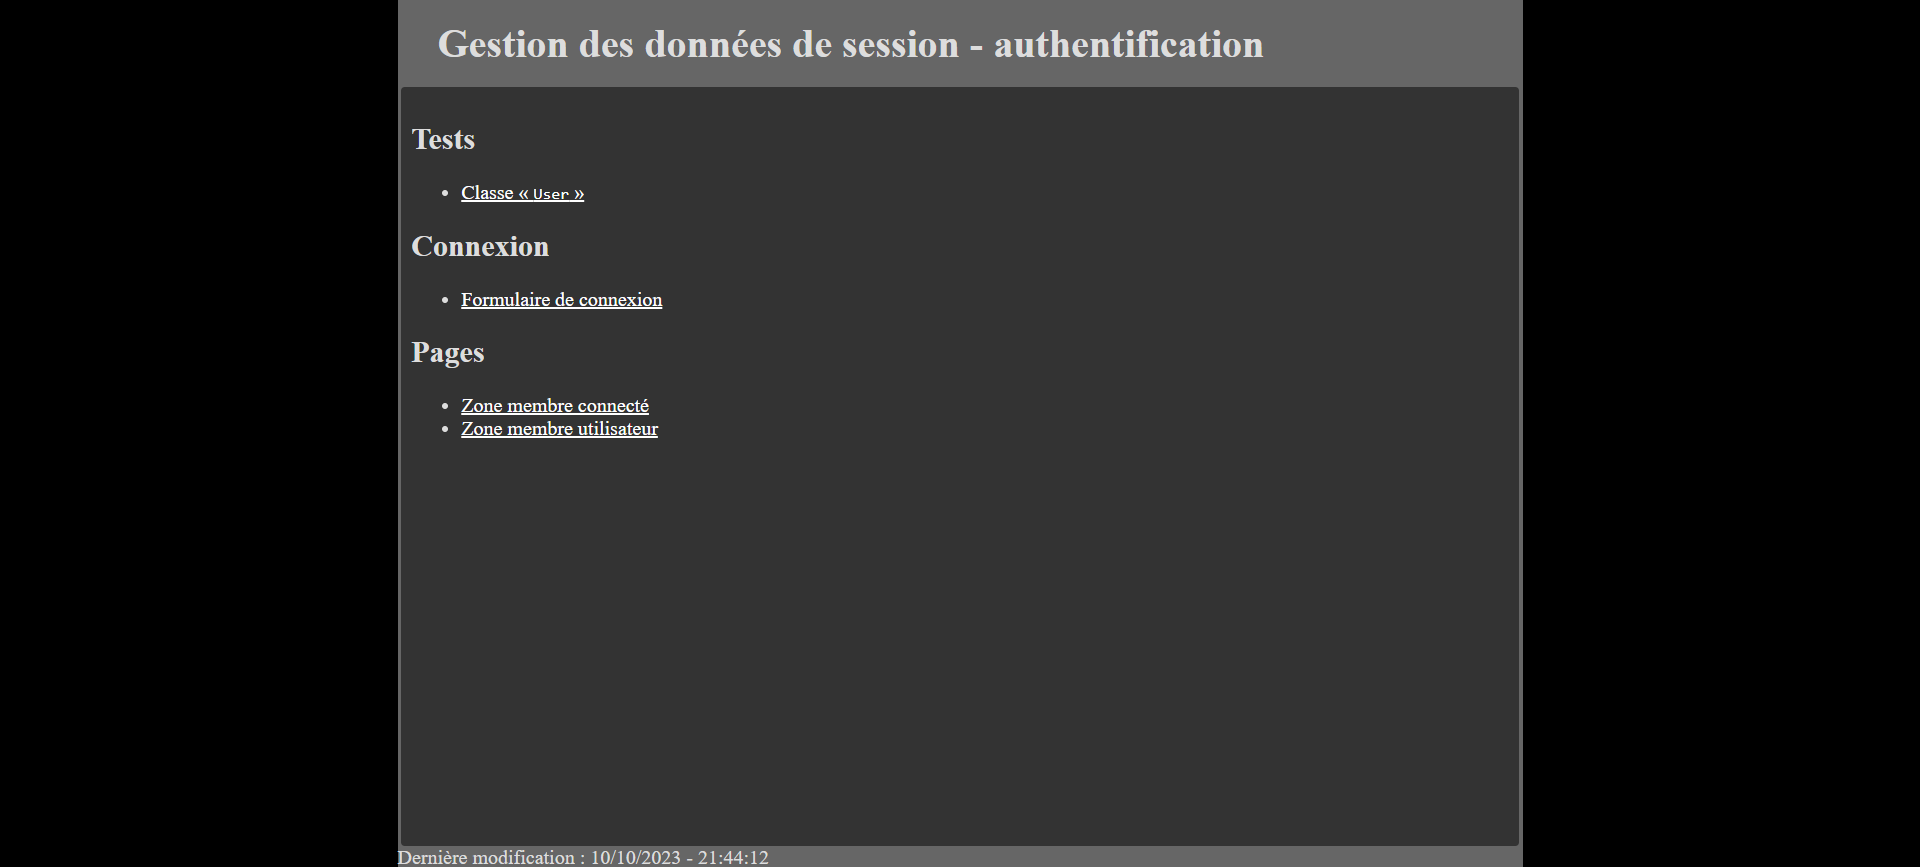 Gestion des données de session - authentification
Tests
Classe « User »
Connexion
Formulaire de connexion
Pages
Zone membre connecté
Zone membre utilisateur
Dernière modification : 10/10/2023 - 21:44:12